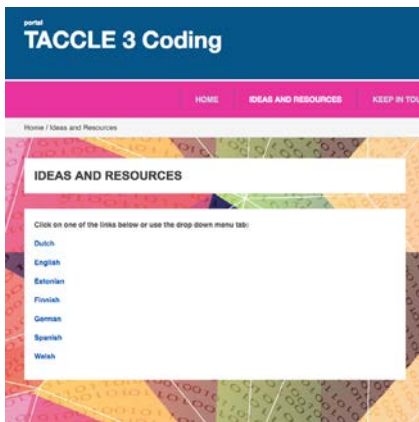 portal
TACCLE 3 Coding
HOME IDEAS AND RESOURCES KEEP IN TOU
Home / Ideas and Resources
IDEAS AND RESOURCES
Click on one of the links below or use the drop down menu tab:
Dutch
English
Estonian
Finnish
German
Spanish
Welsh